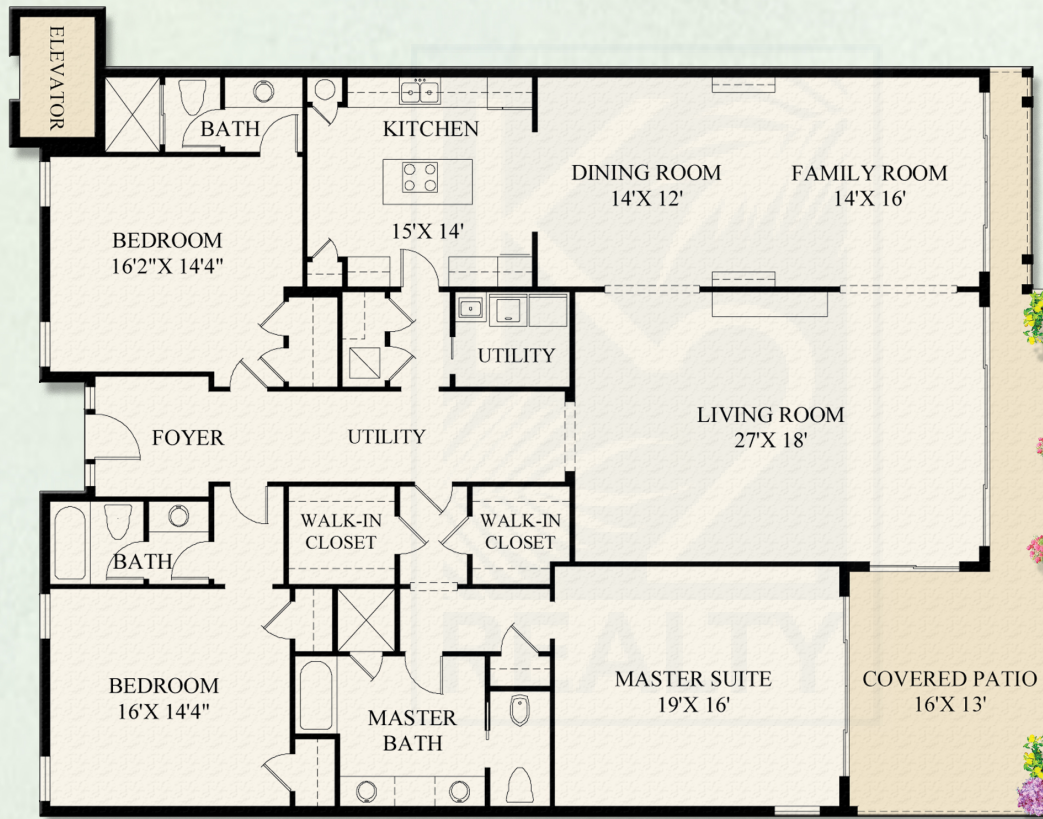 ELEVATOR
BATH
KITCHEN
15'X 14'
DINING ROOM
14'X 12'
FAMILY ROOM
14'X 16'
BEDROOM
16'2"X 14'4"
UTILITY
LIVING ROOM
27'X 18'
FOYER
UTILITY
WALK-IN
CLOSET
WALK-IN
CLOSET
BATH
BEDROOM
16'X 14'4"
MASTER
BATH
MASTER SUITE
19'X 16'
COVERED PATIO
16'X 13'
REALTY